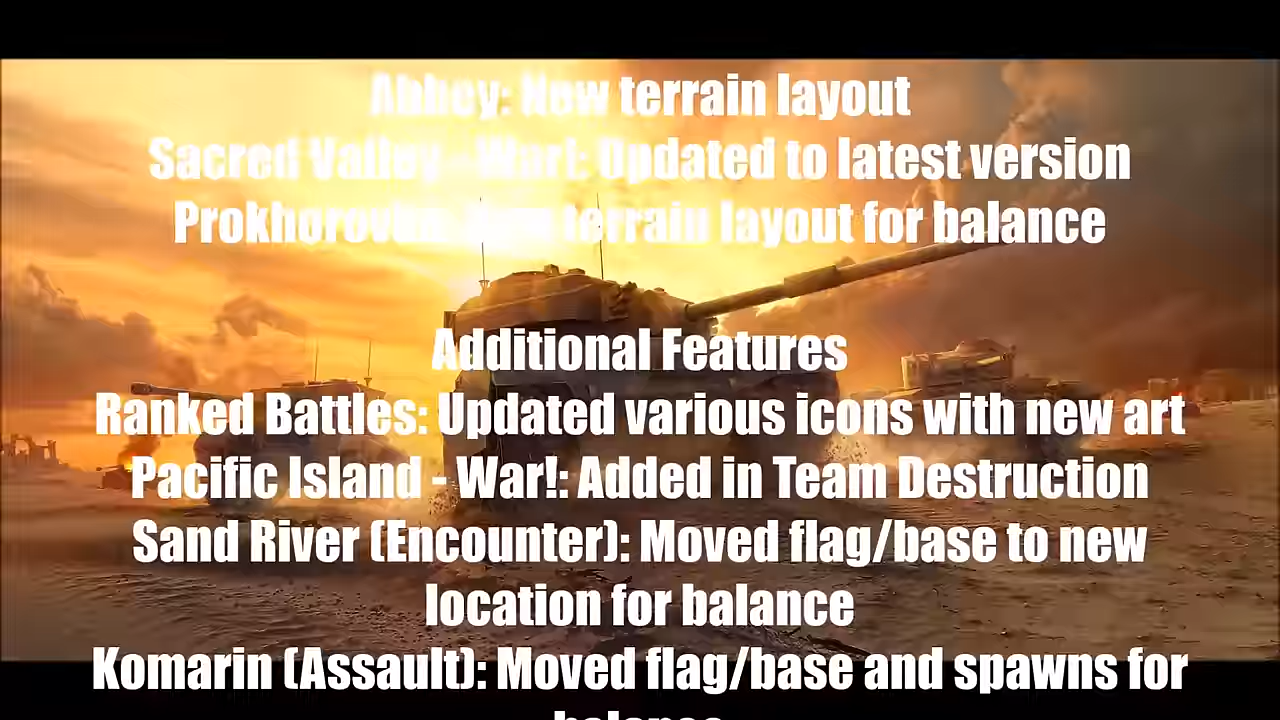 Abbey: New terrain layout
Sacred Valley - War!: Updated to latest version
Prokhorovka: New terrain layout for balance
Additional Features
Ranked Battles: Updated various icons with new art
Pacific Island - War!: Added in Team Destruction
Sand River (Encounter): Moved flag/base to new
location for balance
Komarin (Assault): Moved flag/base and spawns for
balance